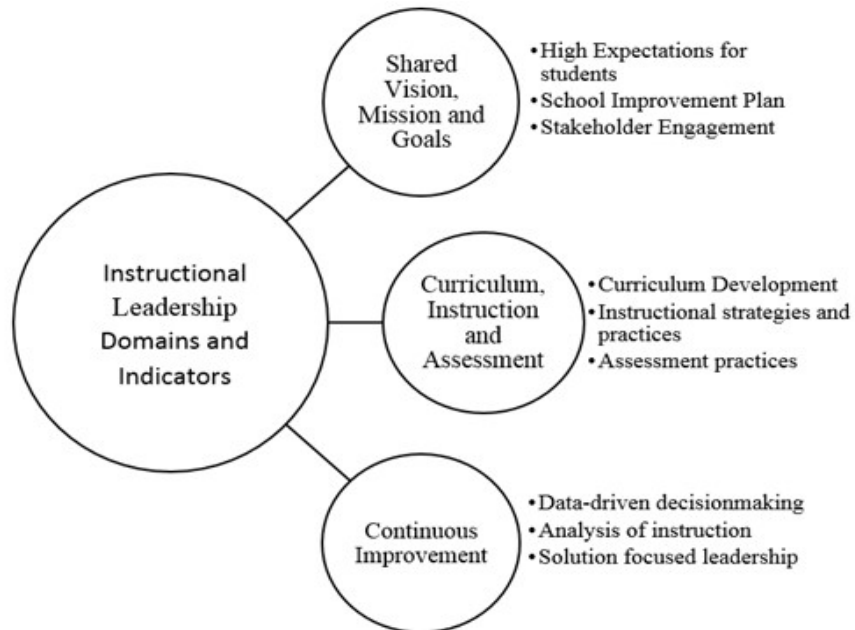 Shared
Vision,
Mission and
Goals
•High Expectations for
students
•School Improvement Plan
•Stakeholder Engagement
Instructional
Leadership
Domains and
Indicators
Curriculum,
Instruction
and
Assessment
•Curriculum Development
•Instructional strategies and
practices
•Assessment practices
Continuous
Improvement
•Data-driven decisionmaking
•Analysis of instruction
•Solution focused leadership